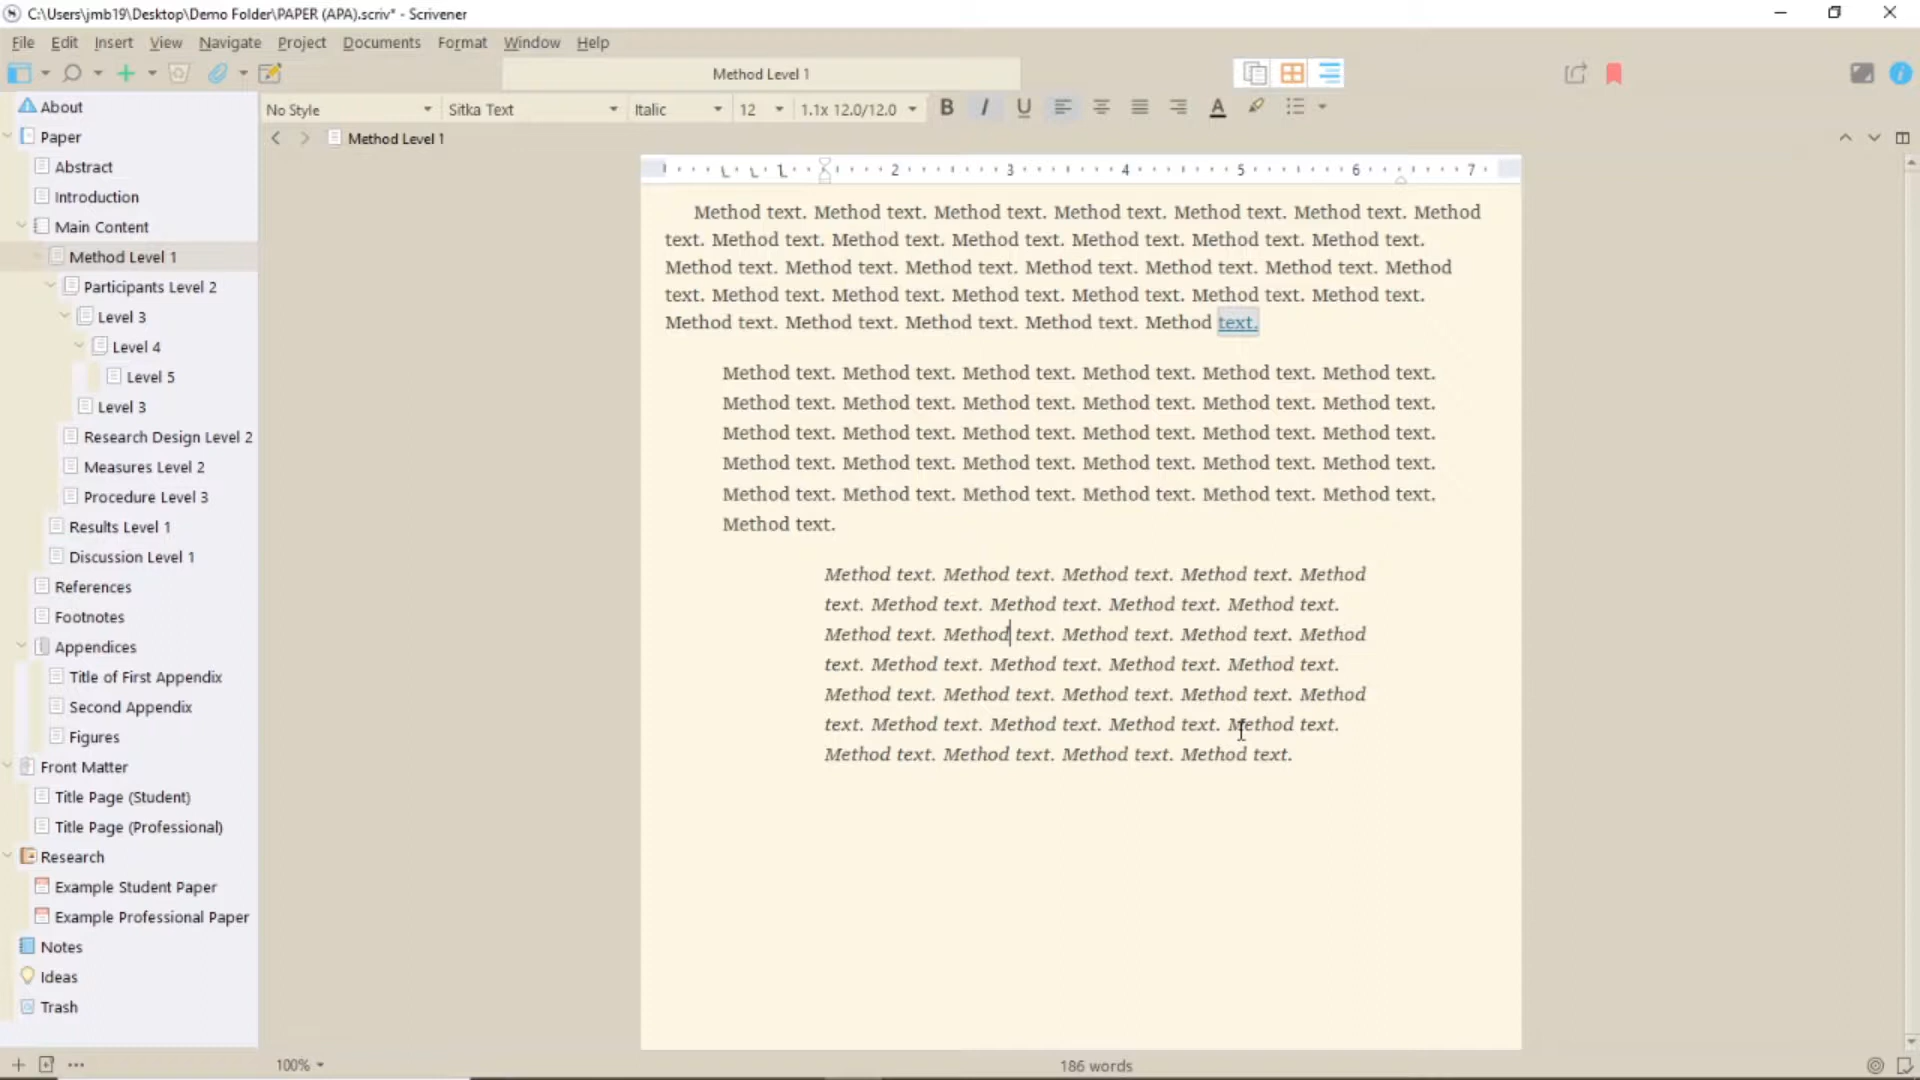 C:\Users\jmb19\Desktop\Demo Folder\PAPER (APA).scriv* - Scrivener
File Edit Insert View Navigate Project Documents Format Window Help
Method Level 1
No Style Sitka Text Italic 12 1.1x 12.0/12.0 B I U A
Method Level 1
1 2 3 4 5 6 7
About
Paper
Abstract
Introduction
Main Content
Method Level 1
Participants Level 2
Level 3
Level 4
Level 5
Level 3
Research Design Level 2
Measures Level 2
Procedure Level 3
Results Level 1
Discussion Level 1
References
Footnotes
Appendices
Title of First Appendix
Second Appendix
Figures
Front Matter
Title Page (Student)
Title Page (Professional)
Research
Example Student Paper
Example Professional Paper
Notes
Ideas
Trash
Method text. Method text. Method text. Method text. Method text. Method text. Method
text. Method text. Method text. Method text. Method text. Method text. Method text.
Method text. Method text. Method text. Method text. Method text. Method text. Method
text. Method text. Method text. Method text. Method text. Method text. Method text.
Method text. Method text. Method text. Method text. Method text.
Method text. Method text. Method text. Method text. Method text. Method text.
Method text. Method text. Method text. Method text. Method text. Method text.
Method text. Method text. Method text. Method text. Method text. Method text.
Method text. Method text. Method text. Method text. Method text. Method text.
Method text. Method text. Method text. Method text. Method text. Method text.
Method text.
Method text. Method text. Method text. Method text. Method
text. Method text. Method text. Method text. Method text.
Method text. Method text. Method text. Method text. Method
text. Method text. Method text. Method text. Method text.
Method text. Method text. Method text. Method text. Method
text. Method text. Method text. Method text. Method text.
Method text. Method text. Method text. Method text.
100% 186 words